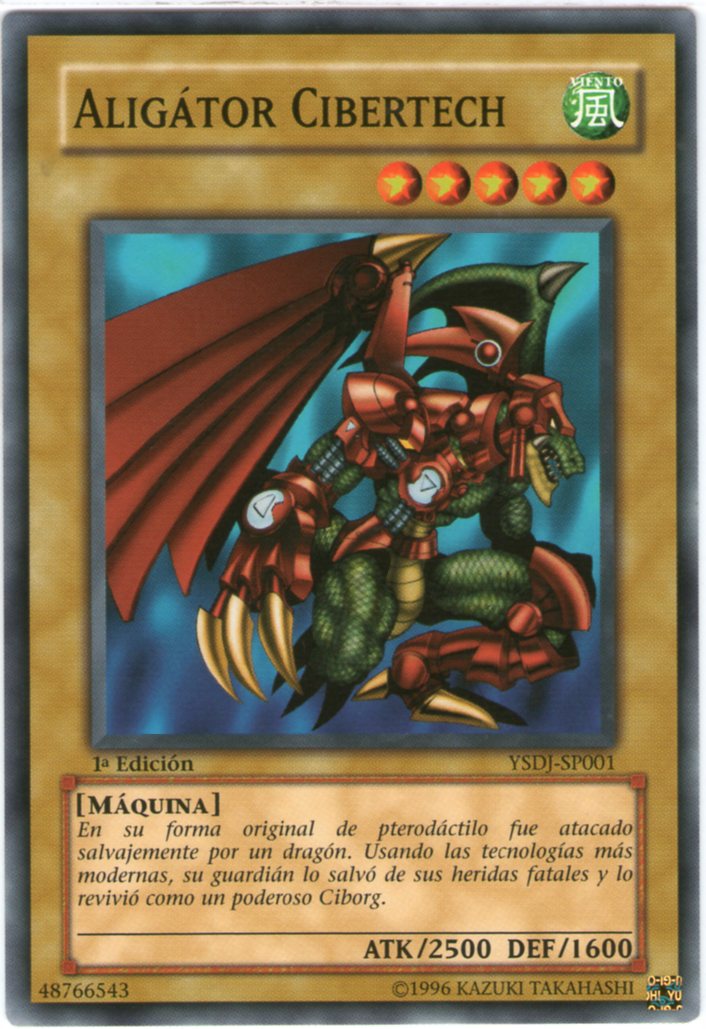 ALIGÁTOR CIBERTECH
VIENTO
風
1ª Edición
YSDJ-SP001
[MÁQUINA]
En su forma original de pterodáctilo fue atacado
salvajemente por un dragón. Usando las tecnologías más
modernas, su guardián lo salvó de sus heridas fatales y lo
revivió como un poderoso Ciborg.
ATK/2500 DEF/1600
48766543
©1996 KAZUKI TAKAHASHI